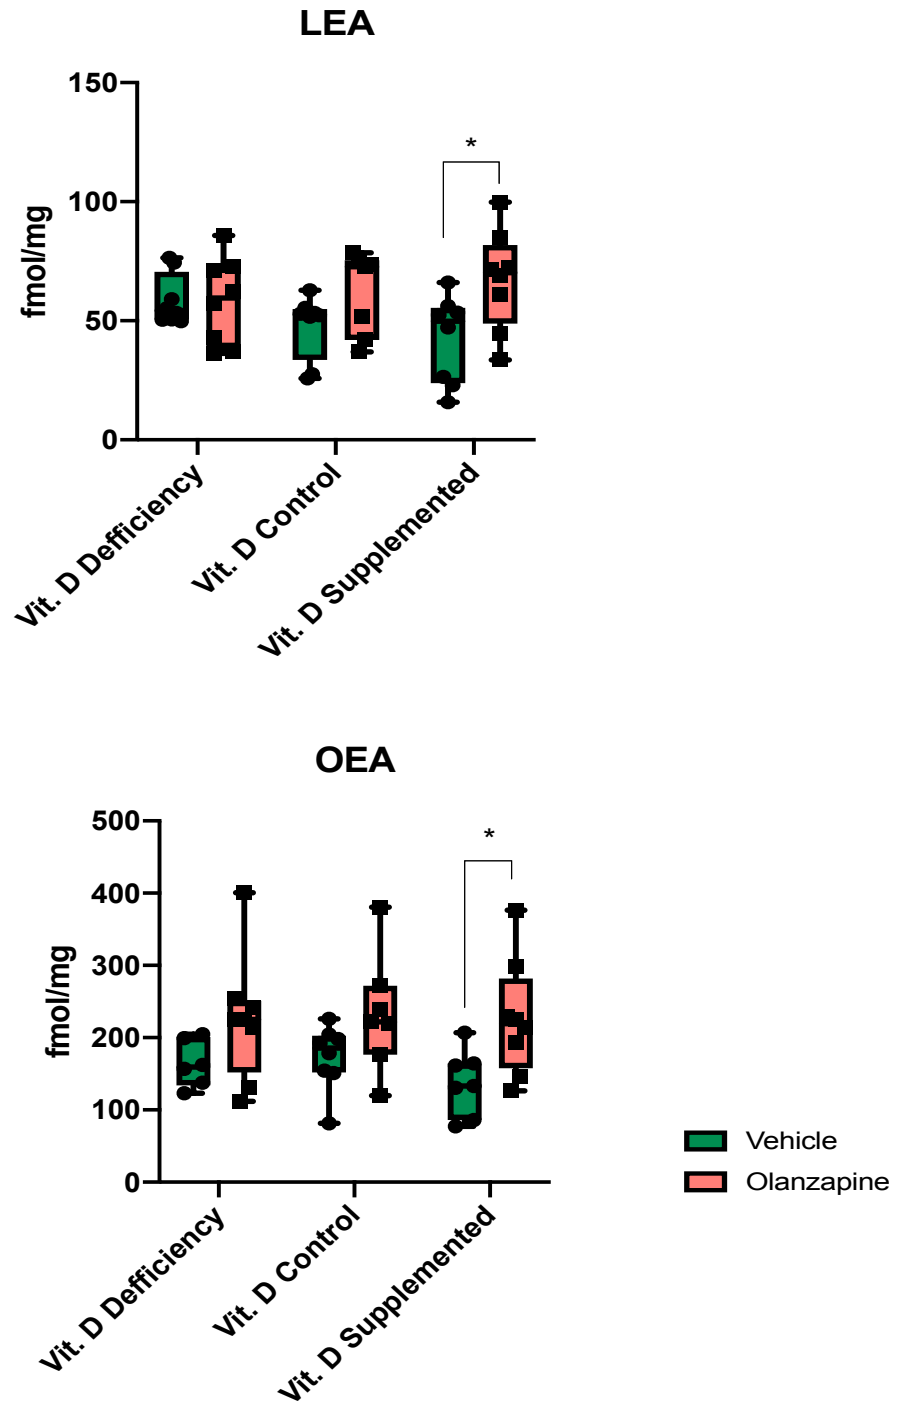 LEA
150
100
50
0
fmol/mg
*
Vit. D Defficiency
Vit. D Control
Vit. D Supplemented
OEA
500
400
300
200
100
0
fmol/mg
*
Vit. D Defficiency
Vit. D Control
Vit. D Supplemented
Vehicle
Olanzapine